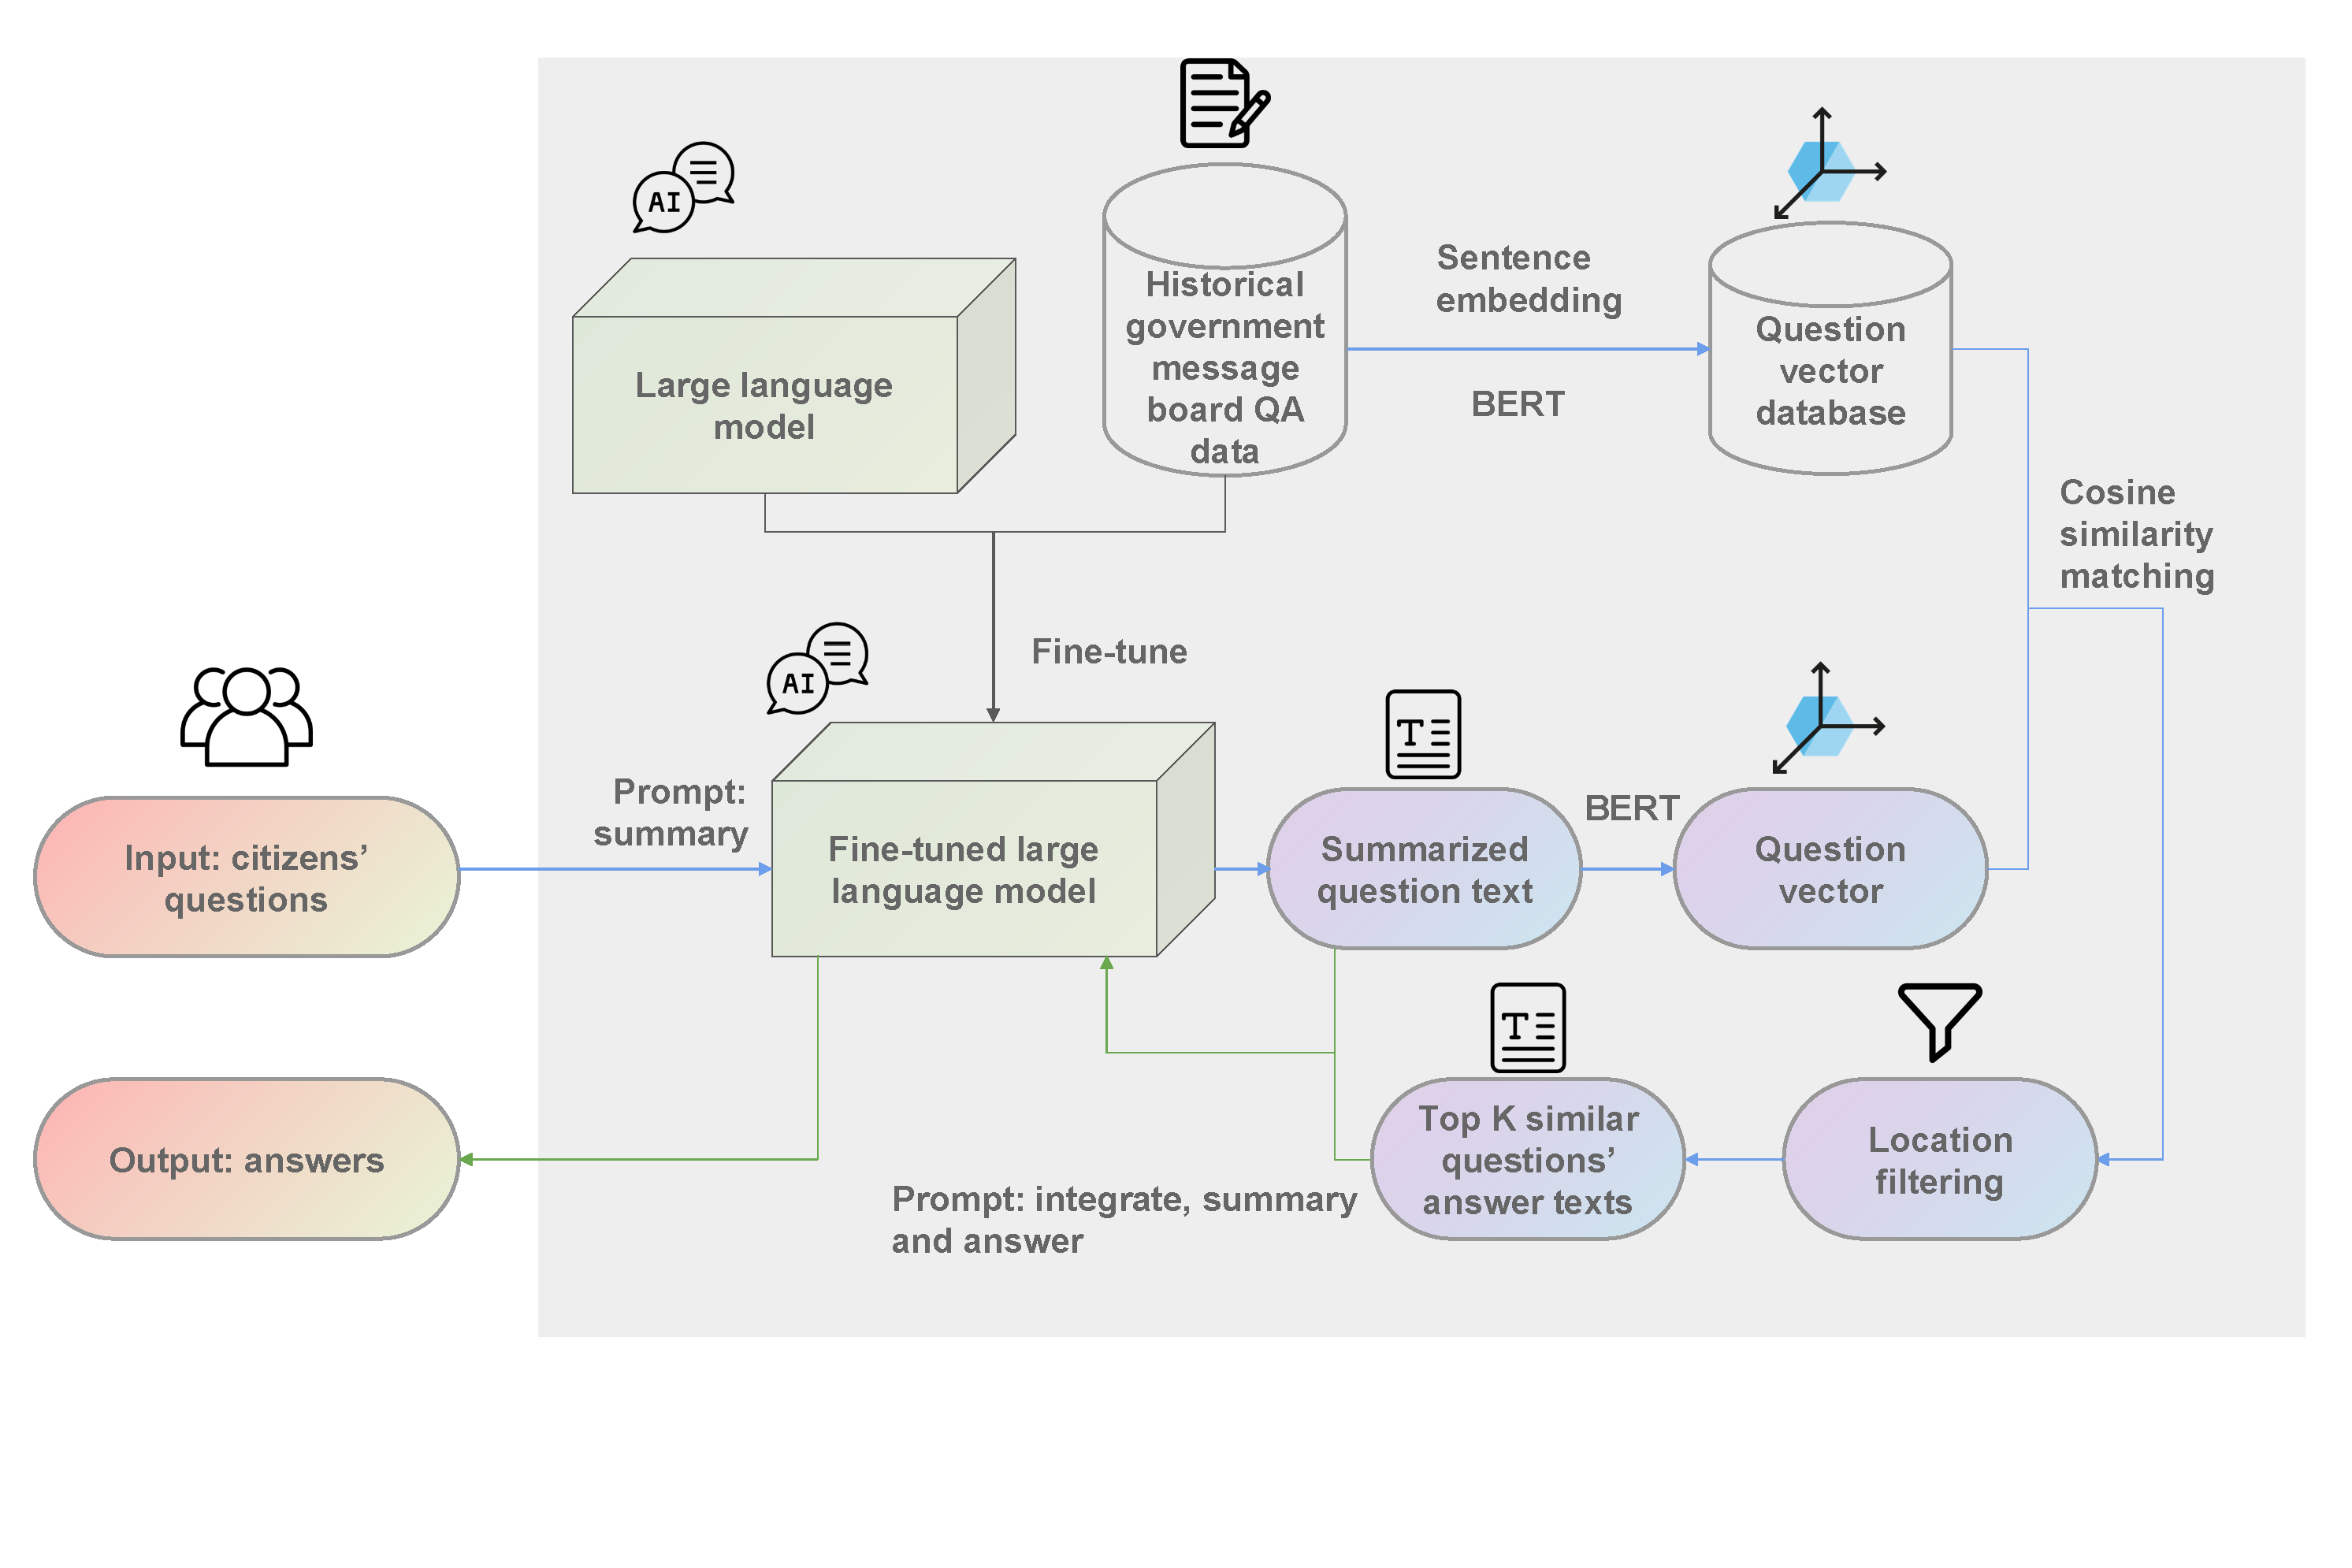 AI
Large language
model
Historical
government
message
board QA
data
Sentence
embedding
BERT
Question
vector
database
Cosine
similarity
matching
Fine-tune
AI
Prompt:
summary
Input: citizens’
questions
Fine-tuned large
language model
T
Summarized
question text
BERT
Question
vector
Output: answers
Prompt: integrate, summary
and answer
T
Top K similar
questions’
answer texts
Location
filtering